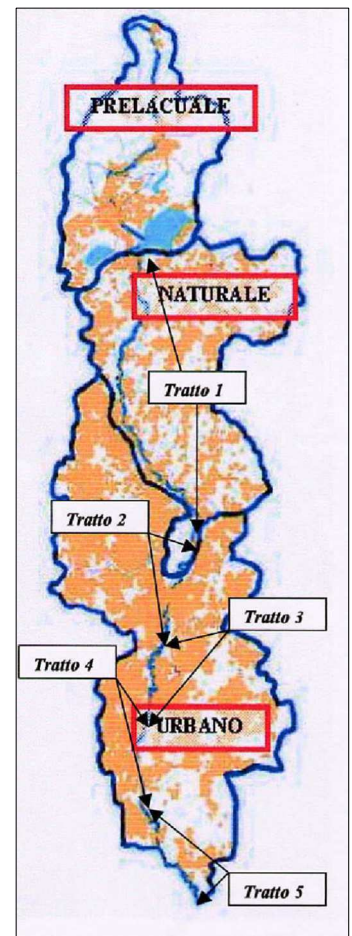 PRELACUALE
NATURALE
Tratto 1
Tratto 2
Tratto 3
Tratto 4
URBANO
Tratto 5